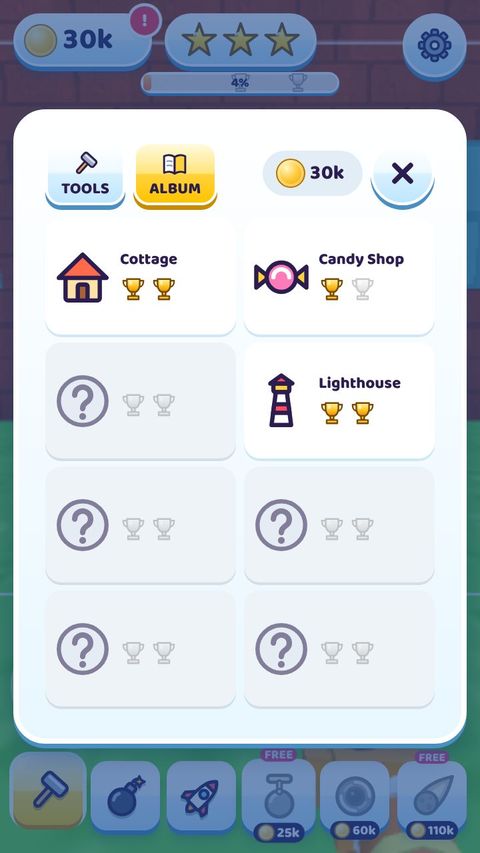 30k
!
4%
TOOLS
ALBUM
30k
Cottage
Candy Shop
?
Lighthouse
?
?
?
?
FREE
FREE
25k
60k
110k